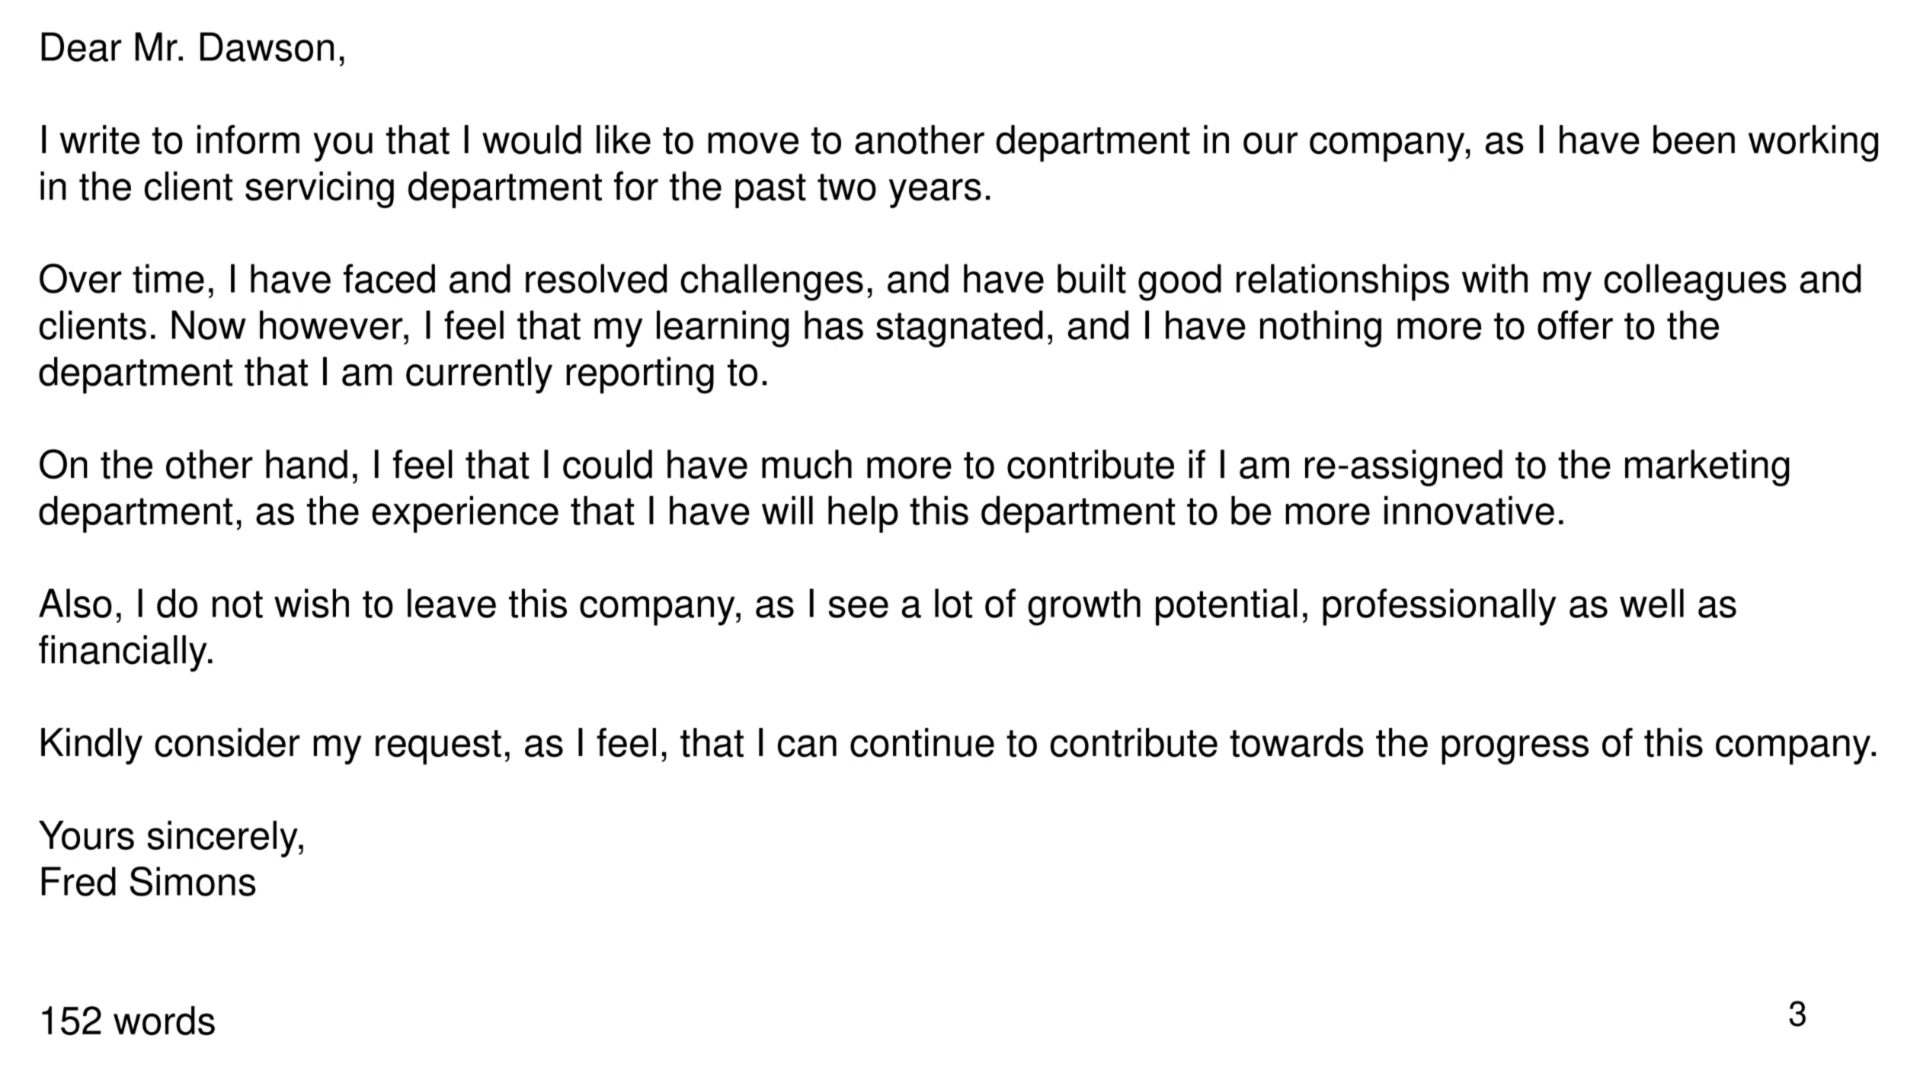 Dear Mr. Dawson,
I write to inform you that I would like to move to another department in our company, as I have been working
in the client servicing department for the past two years.
Over time, I have faced and resolved challenges, and have built good relationships with my colleagues and
clients. Now however, I feel that my learning has stagnated, and I have nothing more to offer to the
department that I am currently reporting to.
On the other hand, I feel that I could have much more to contribute if I am re-assigned to the marketing
department, as the experience that I have will help this department to be more innovative.
Also, I do not wish to leave this company, as I see a lot of growth potential, professionally as well as
financially.
Kindly consider my request, as I feel, that I can continue to contribute towards the progress of this company.
Yours sincerely,
Fred Simons
152 words
3